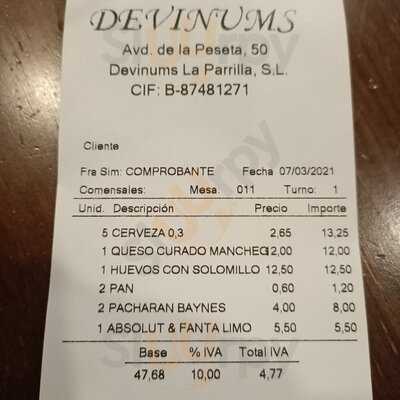 DEVINUMS
Avd. de la Peseta, 50
Devinums La Parrilla, S.L.
CIF: B-87481271
Cliente
Fra Sim: COMPROBANTE Fecha 07/03/2021
Comensales: Mesa: 011 Turno: 1
Unid. Descripción Precio Importe
5 CERVEZA 0,3 2,65 13,25
1 QUESO CURADO MANCHEG 12,00 12,00
1 HUEVOS CON SOLOMILLO 12,50 12,50
2 PAN 0,60 1,20
2 PACHARAN BAYNES 4,00 8,00
1 ABSOLUT & FANTA LIMO 5,50 5,50
Base % IVA Total IVA
47,68 10,00 4,77